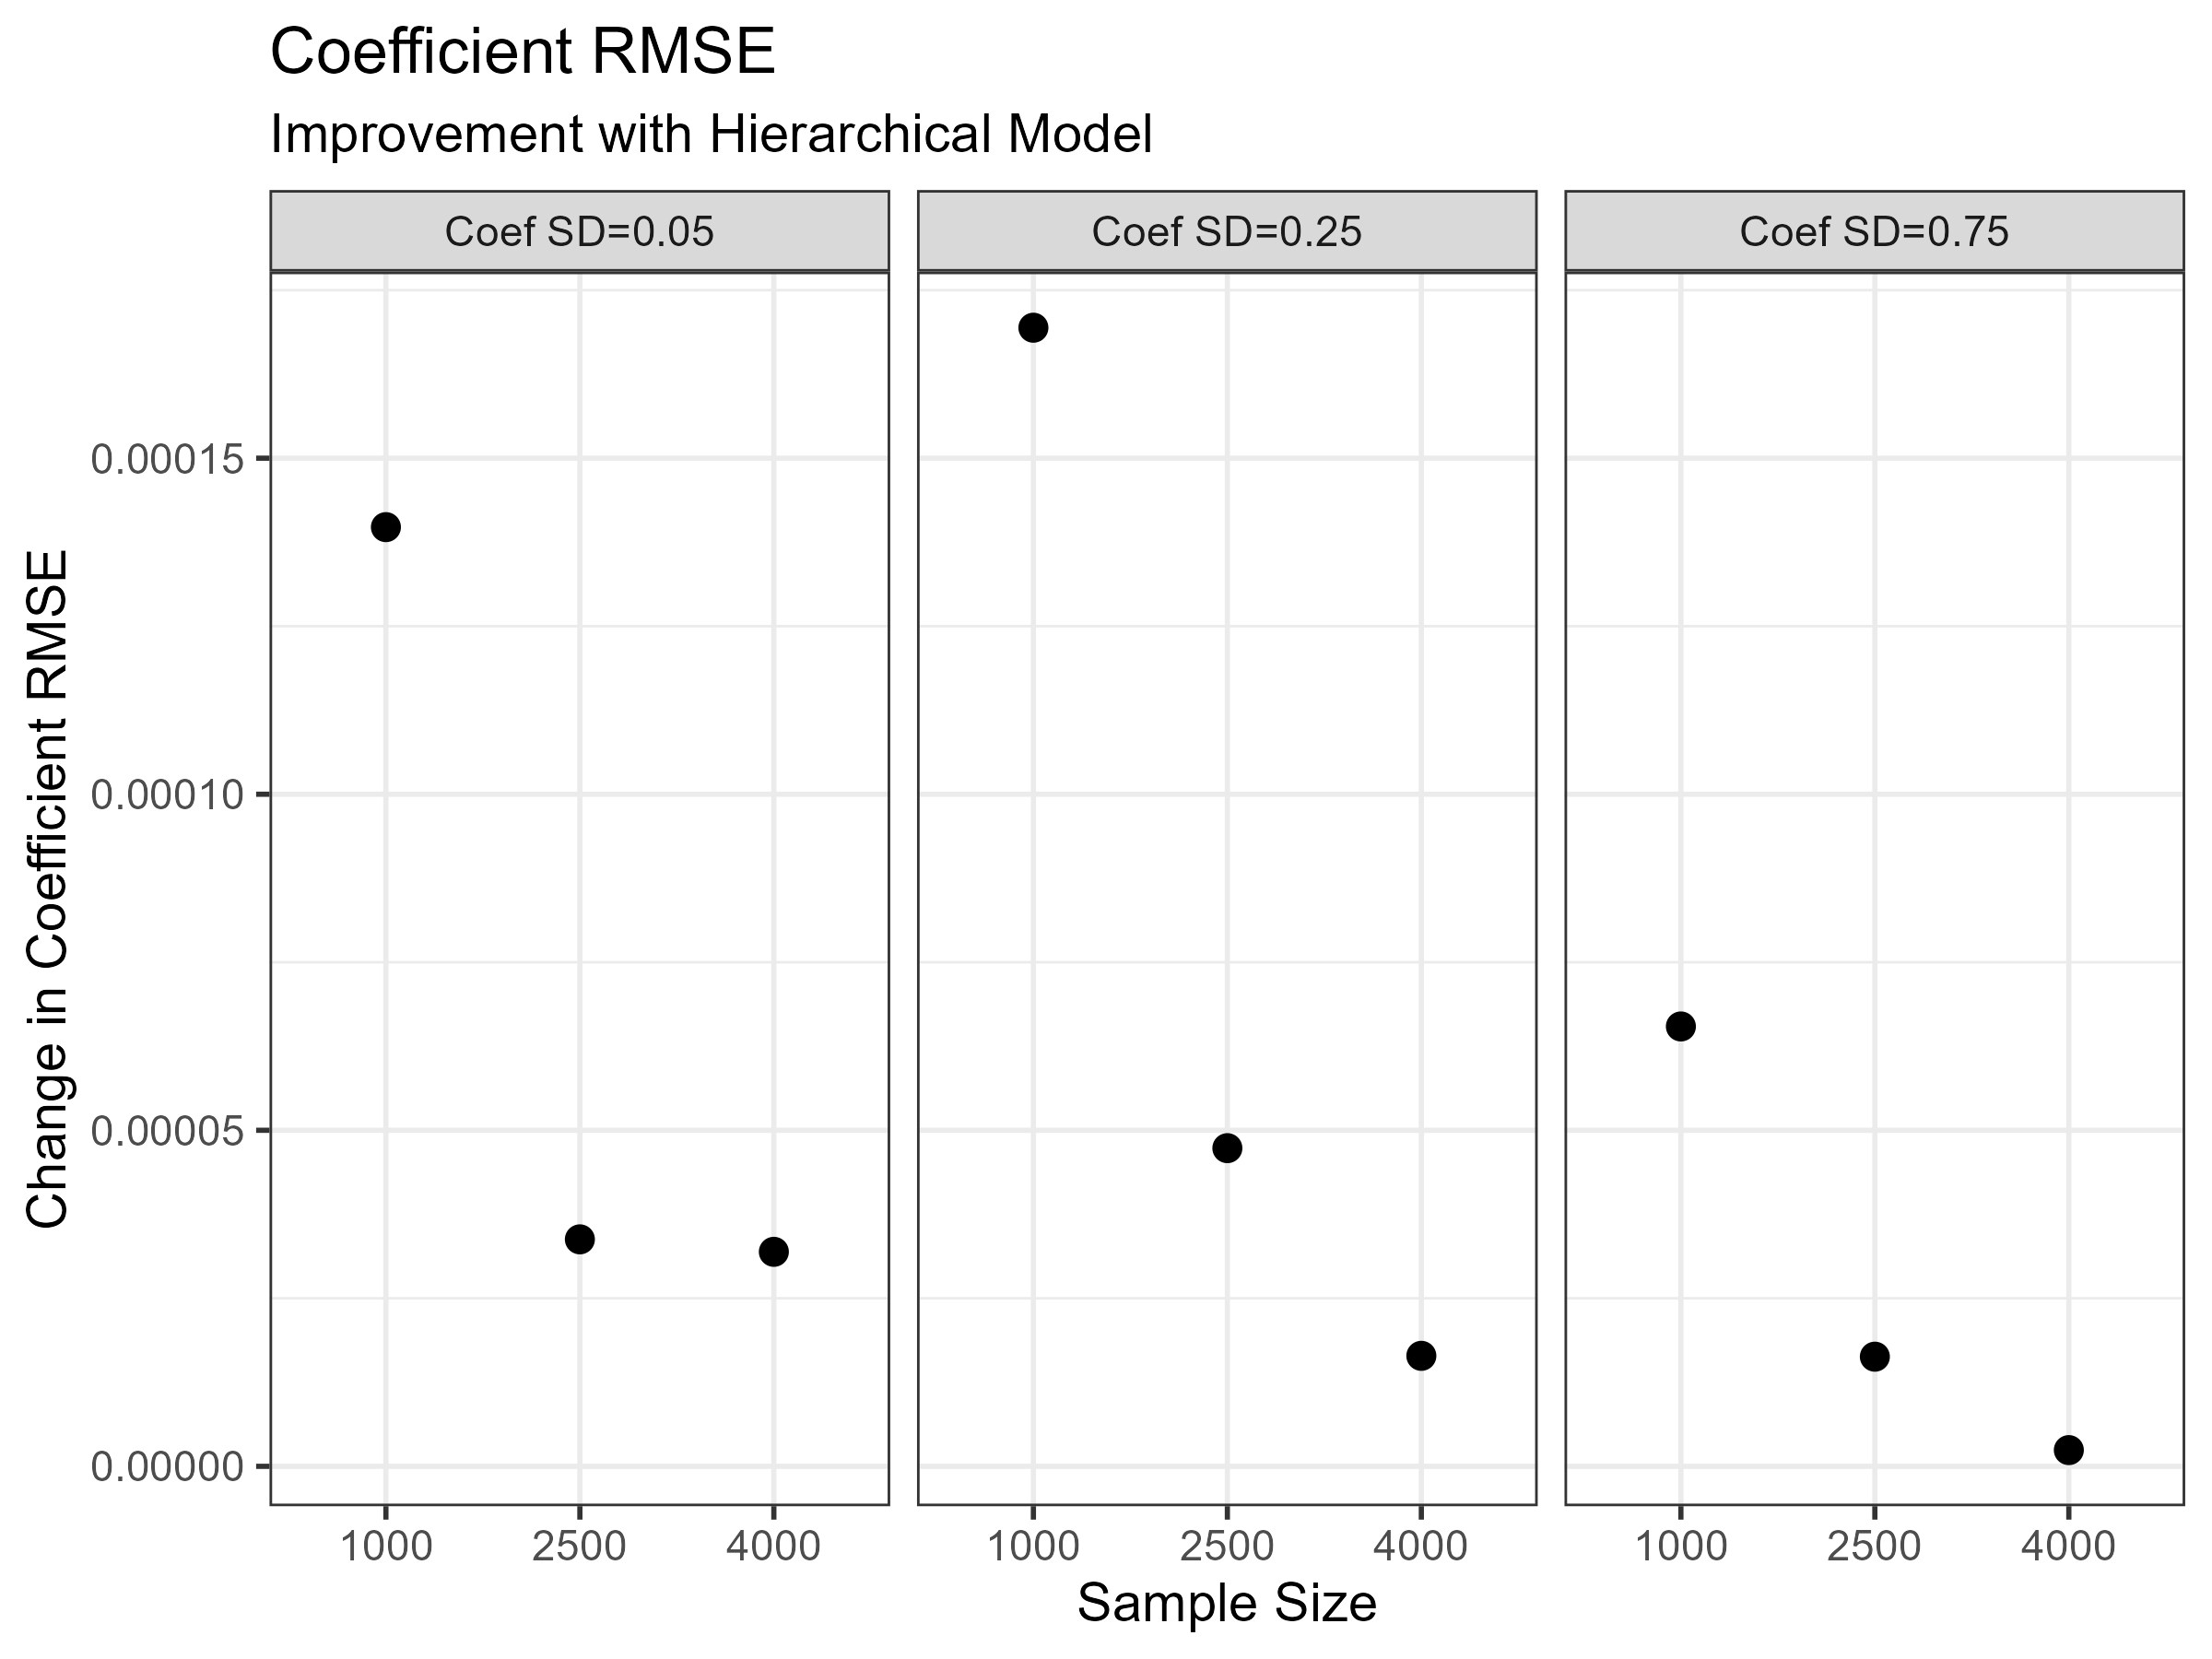 Coefficient RMSE
Improvement with Hierarchical Model
Coef SD=0.05
Coef SD=0.25
Coef SD=0.75
Change in Coefficient RMSE
0.00015
0.00010
0.00005
0.00000
1000 2500 4000
1000 2500 4000
1000 2500 4000
Sample Size